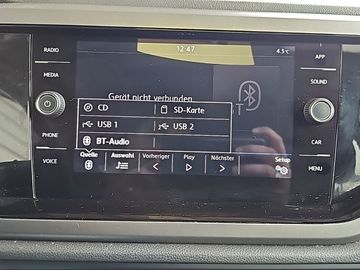 RADIO
12:47
4.5°C
APP
MEDIA
SOUND
Gerät nicht verbunden
CD
SD-Karte
USB 1
USB 2
BT-Audio
PHONE
CAR
VOICE
Quelle Auswahl Vorheriger Play Nächster Setup
MENU